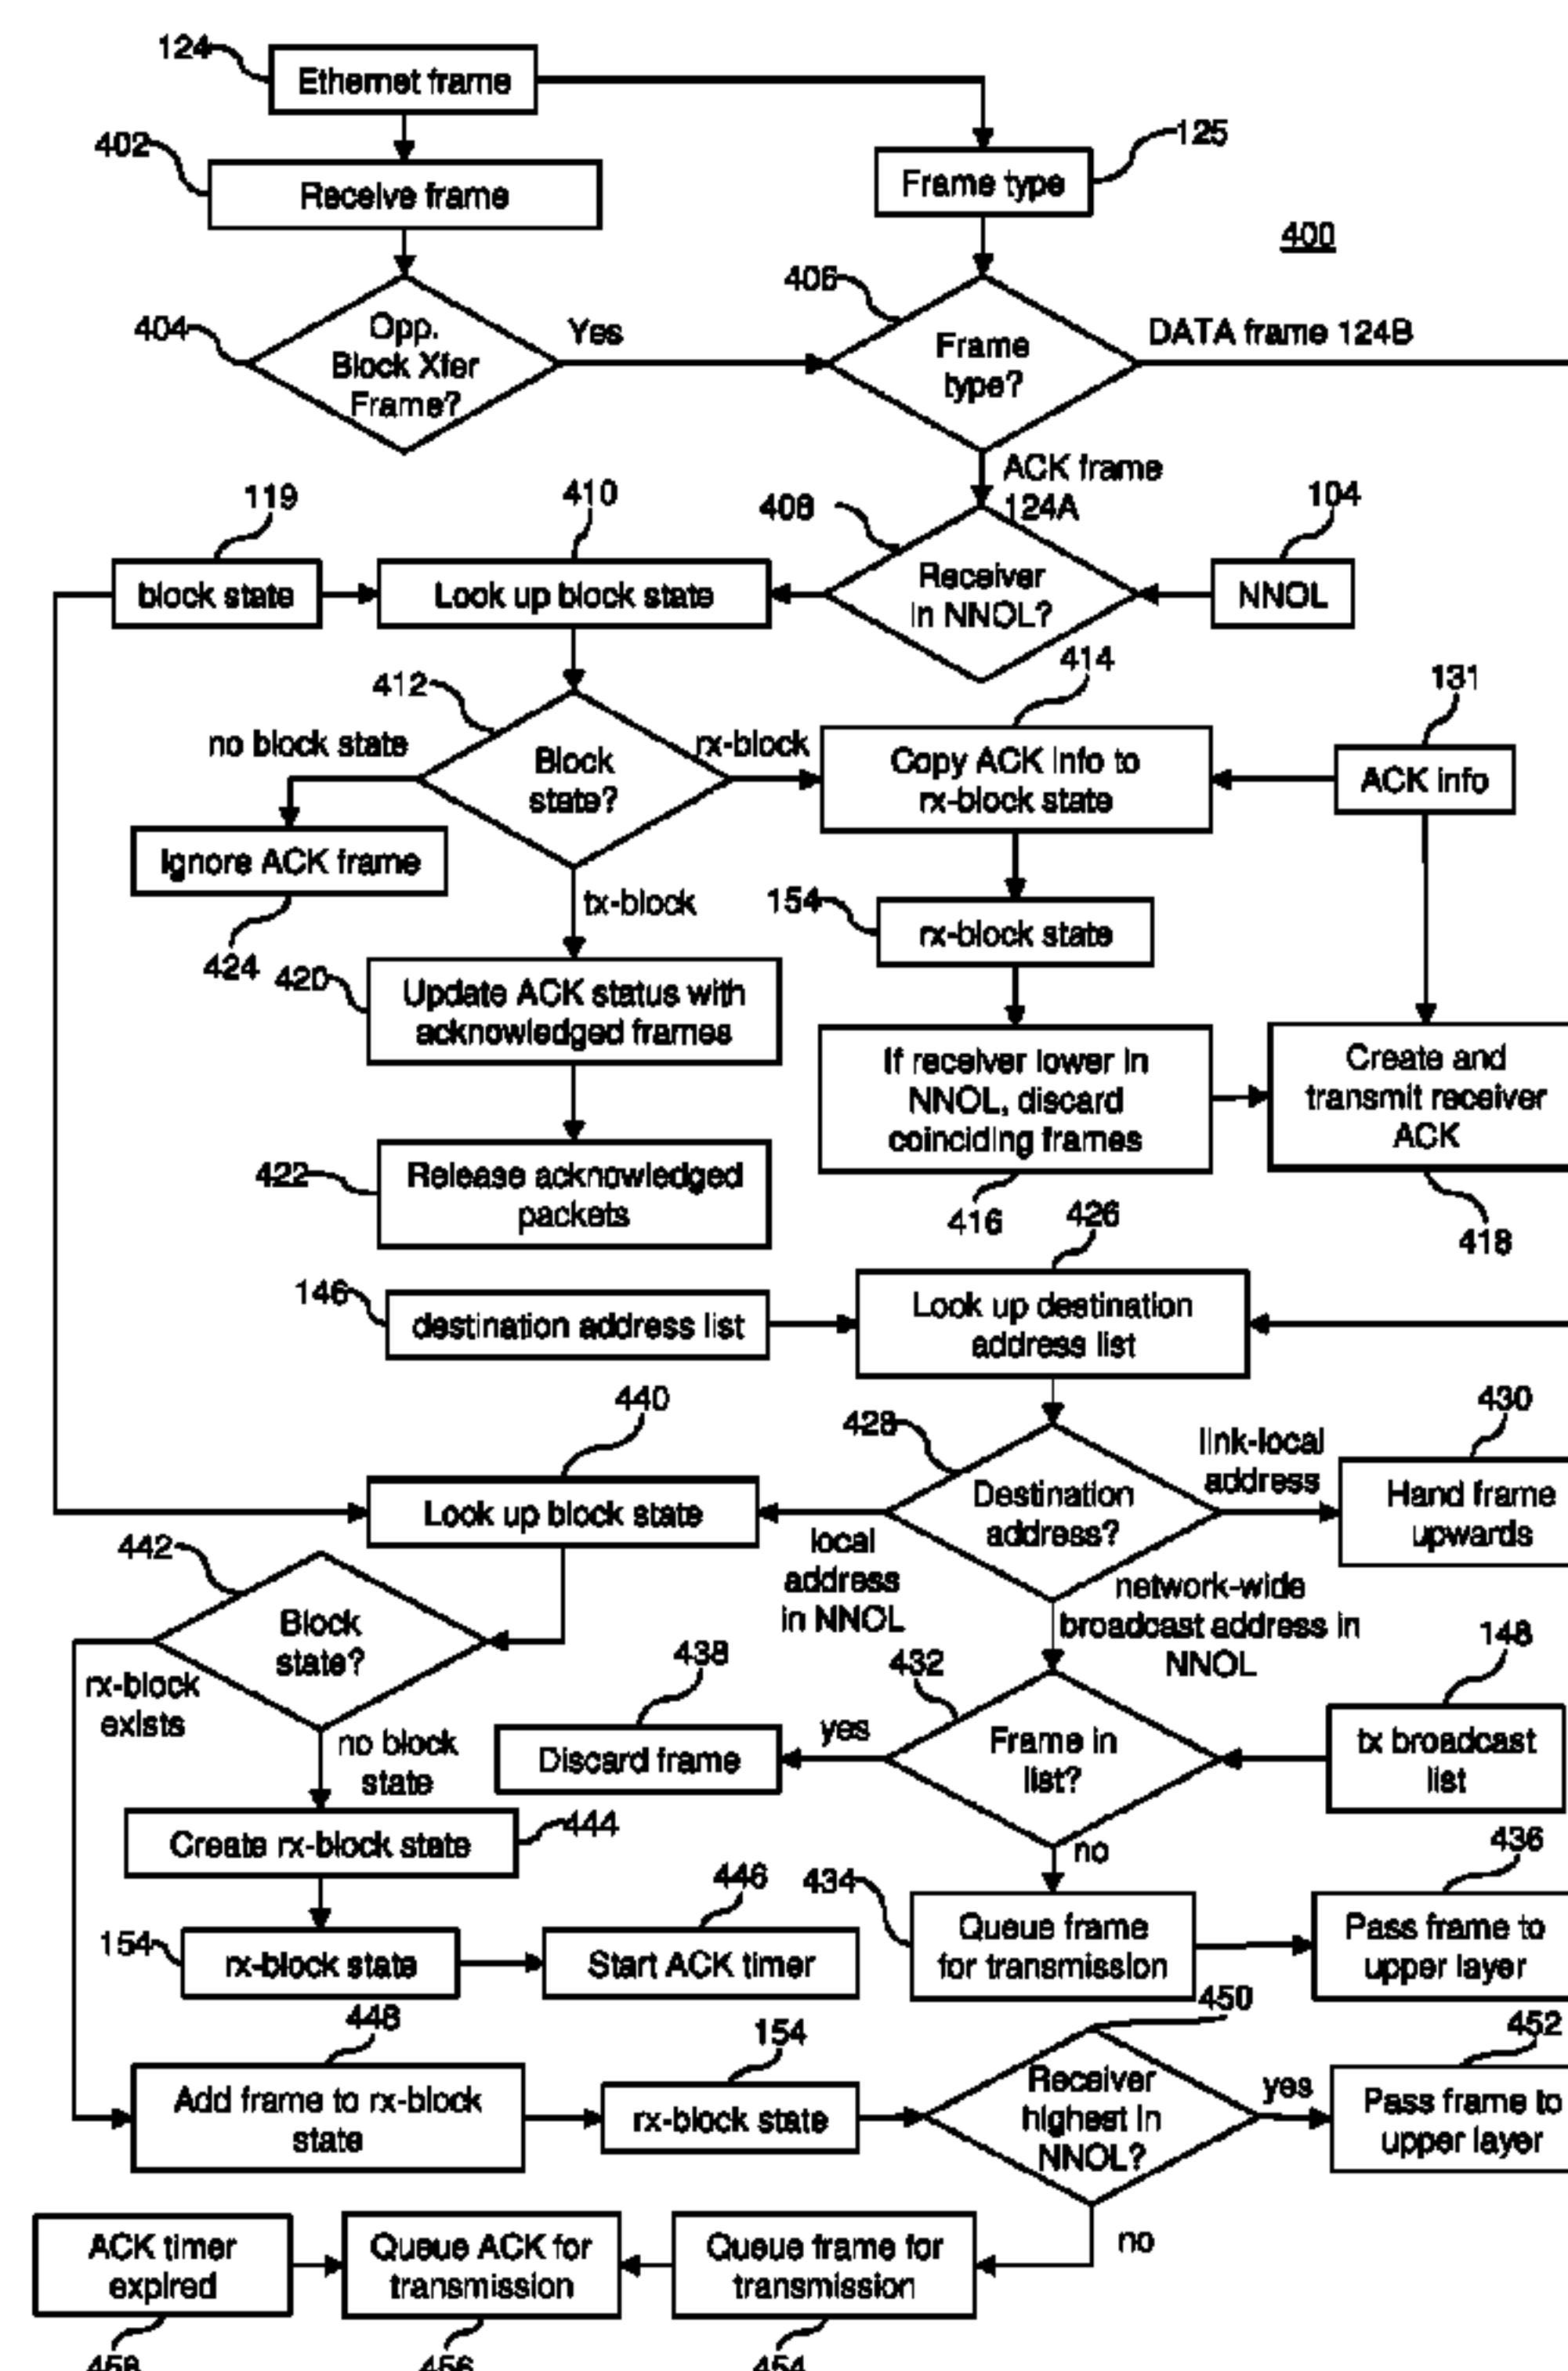 124
Ethernet frame
402
Receive frame
125
Frame type
400
404
Opp.
Block Xfer
Frame?
Yes
406
Frame
type?
DATA frame 124B
ACK frame
124A
119
block state
410
Look up block state
408
Receiver
in NNOL?
104
NNOL
412
Block
state?
no block state
rx-block
tx-block
414
Copy ACK info to
rx-block state
131
ACK info
Ignore ACK frame
424
154
rx-block state
420
Update ACK status with
acknowledged frames
If receiver lower in
NNOL, discard
coinciding frames
416
Create and
transmit receiver
ACK
418
422
Release acknowledged
packets
146
destination address list
426
Look up destination
address list
440
Look up block state
428
Destination
address?
link-local
address
430
Hand frame
upwards
local
address
in NNOL
network-wide
broadcast address in
NNOL
442
Block
state?
rx-block
exists
no block
state
438
Discard frame
yes
432
Frame in
list?
148
tx broadcast
list
no
Create rx-block state
444
154
rx-block state
446
Start ACK timer
434
Queue frame
for transmission
436
Pass frame to
upper layer
448
Add frame to rx-block
state
154
rx-block state
450
Receiver
highest in
NNOL?
yes
452
Pass frame to
upper layer
no
ACK timer
expired
458
Queue ACK for
transmission
456
Queue frame for
transmission
454